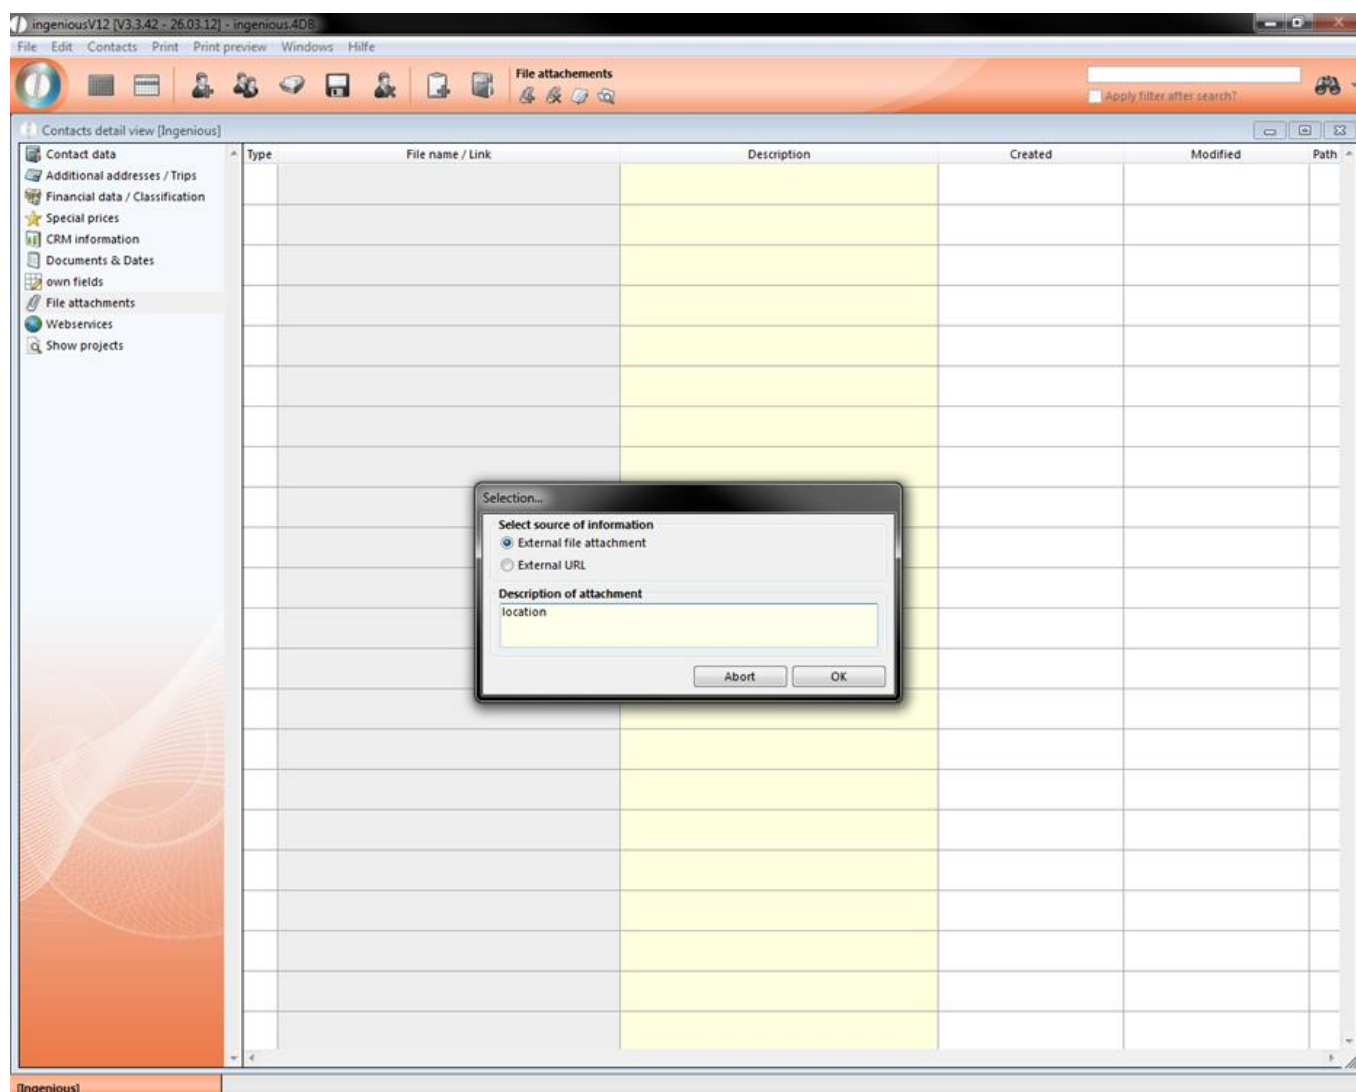 ingeniousV12 [V3.3.42 - 26.03.12] - ingenious.4DB
File Edit Contacts Print Print preview Windows Hilfe
File attachements
Apply filter after search?
Contacts detail view [Ingenious]
Contact data
Additional addresses / Trips
Financial data / Classification
Special prices
CRM information
Documents & Dates
own fields
File attachments
Webservices
Show projects
Type File name / Link Description Created Modified Path
Selection...
Select source of information
External file attachment
External URL
Description of attachment
location
Abort OK
[Ingenious]